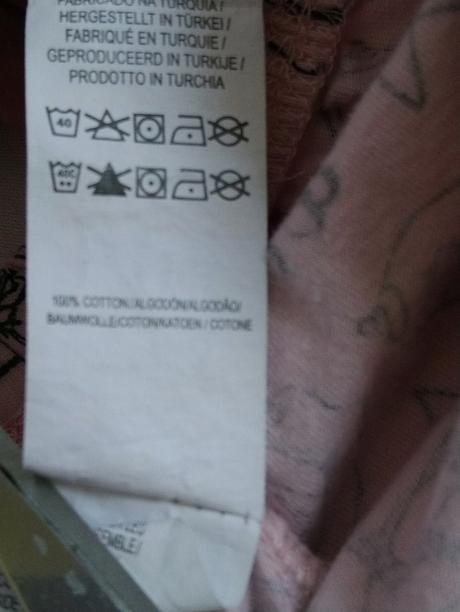 FABRICADO NA TURQUIA /
HERGESTELLT IN TÜRKEI /
FABRIQUÉ EN TURQUIE /
GEPRODUCEERD IN TURKIJE /
PRODOTTO IN TURCHIA
40
40C
100% COTTON/ALGODÓN/ALGODÃO/
BAUMWOLLE/COTON/KATOEN / COTONE